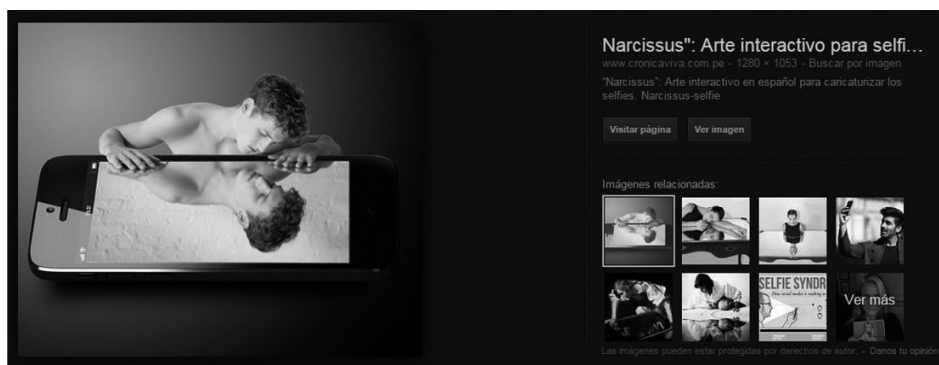 Narcissus": Arte interactivo para selfi...
www.cronicaviva.com.pe - 1280 × 1053 - Buscar por imagen
"Narcissus": Arte interactivo en español para caricaturizar los
selfies. Narcissus-selfie
Visitar página
Ver imagen
Imágenes relacionadas:
SELFIE SYNDR
Ver más
Las imágenes pueden estar protegidas por derechos de autor. - Danos tu opinión